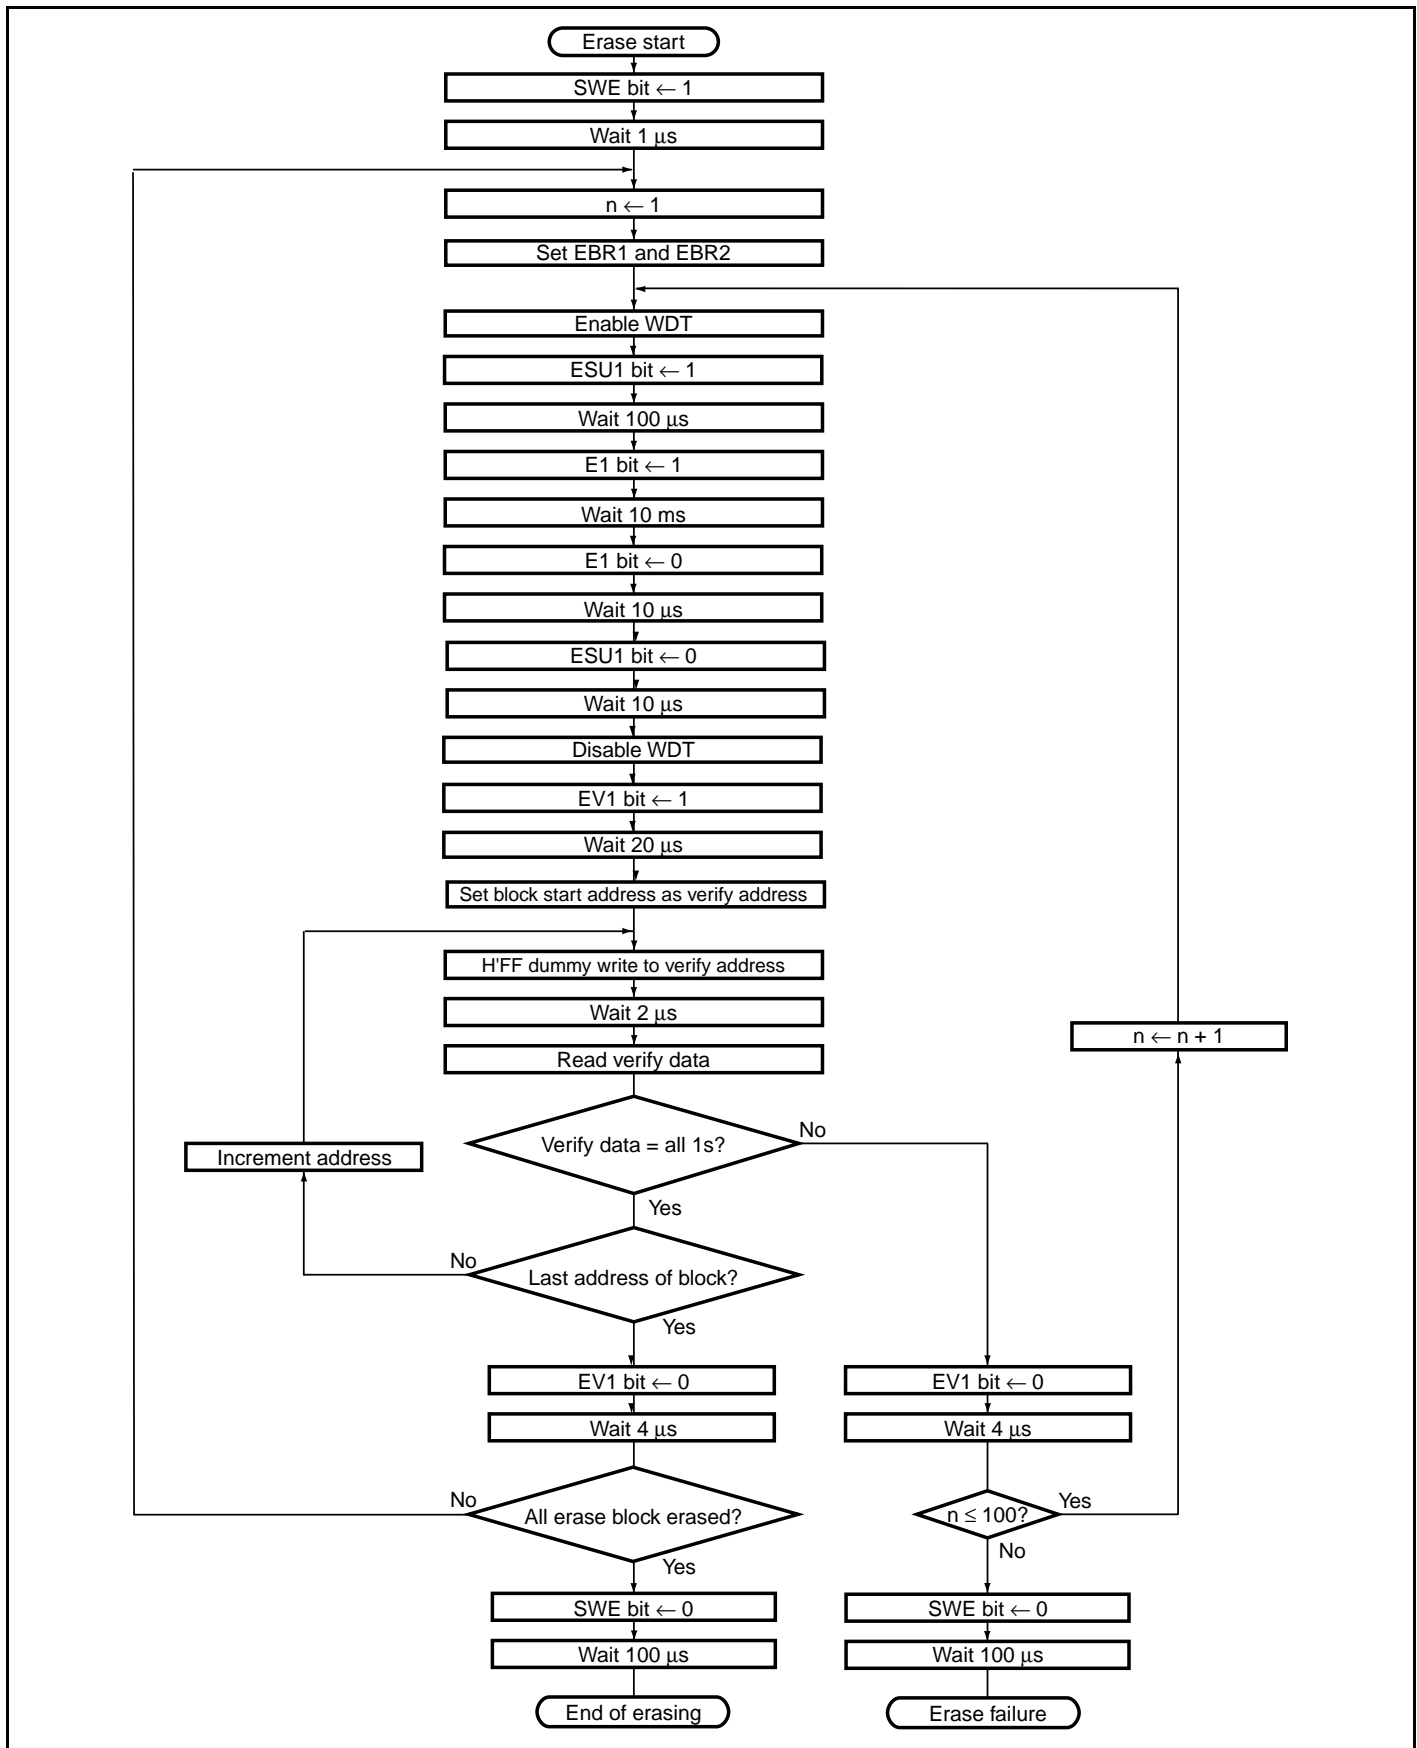 Erase start
SWE bit ← 1
Wait 1 μs
n ← 1
Set EBR1 and EBR2
Enable WDT
ESU1 bit ← 1
Wait 100 μs
E1 bit ← 1
Wait 10 ms
E1 bit ← 0
Wait 10 μs
ESU1 bit ← 0
Wait 10 μs
Disable WDT
EV1 bit ← 1
Wait 20 μs
Set block start address as verify address
H'FF dummy write to verify address
Wait 2 μs
n ← n + 1
Read verify data
No
Verify data = all 1s?
Increment address
Yes
No
Last address of block?
Yes
EV1 bit ← 0
EV1 bit ← 0
Wait 4 μs
Wait 4 μs
No
Yes
All erase block erased?
n ≤ 100?
No
Yes
SWE bit ← 0
SWE bit ← 0
Wait 100 μs
Wait 100 μs
End of erasing
Erase failure